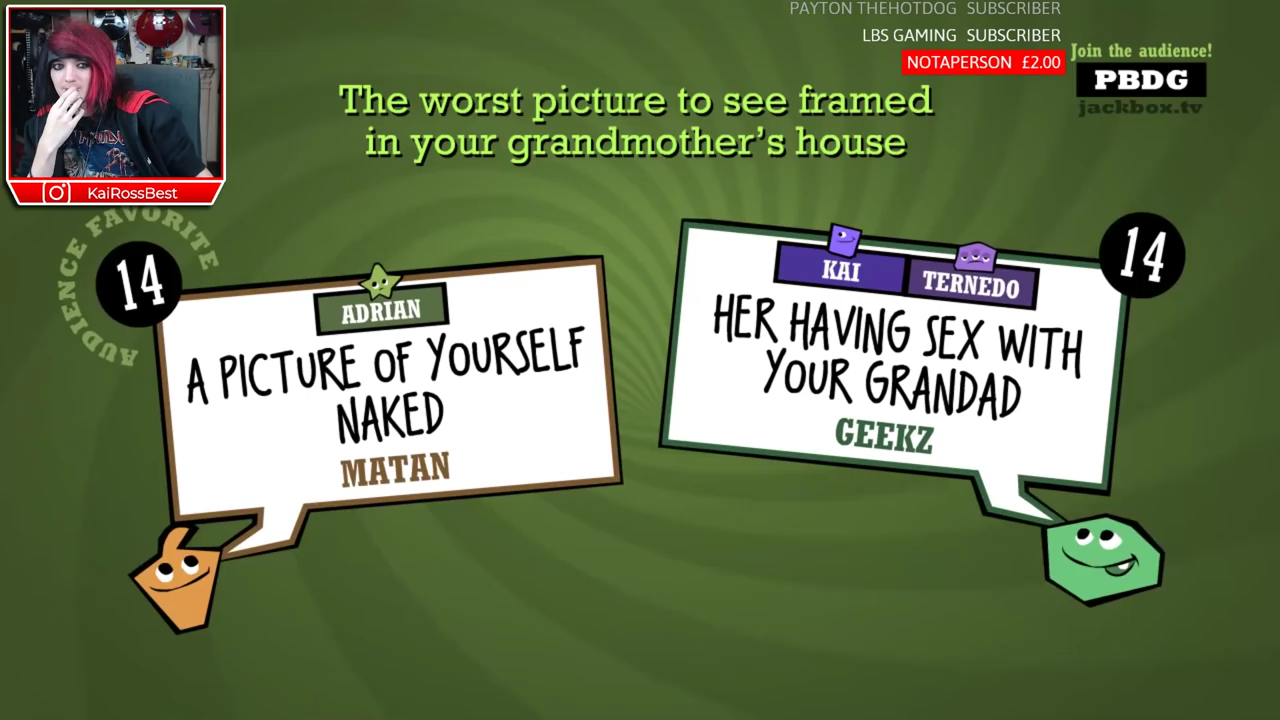 PAYTON THEHOTDOG SUBSCRIBER
LBS GAMING SUBSCRIBER
NOTAPERSON £2.00
Join the audience!
PBDG
jackbox.tv
The worst picture to see framed
in your grandmother's house
KaiRossBest
AUDIENCE FAVORITE
14
ADRIAN
A PICTURE OF YOURSELF
NAKED
MATAN
14
KAI
TERNEDO
HER HAVING SEX WITH
YOUR GRANDAD
GEEKZ